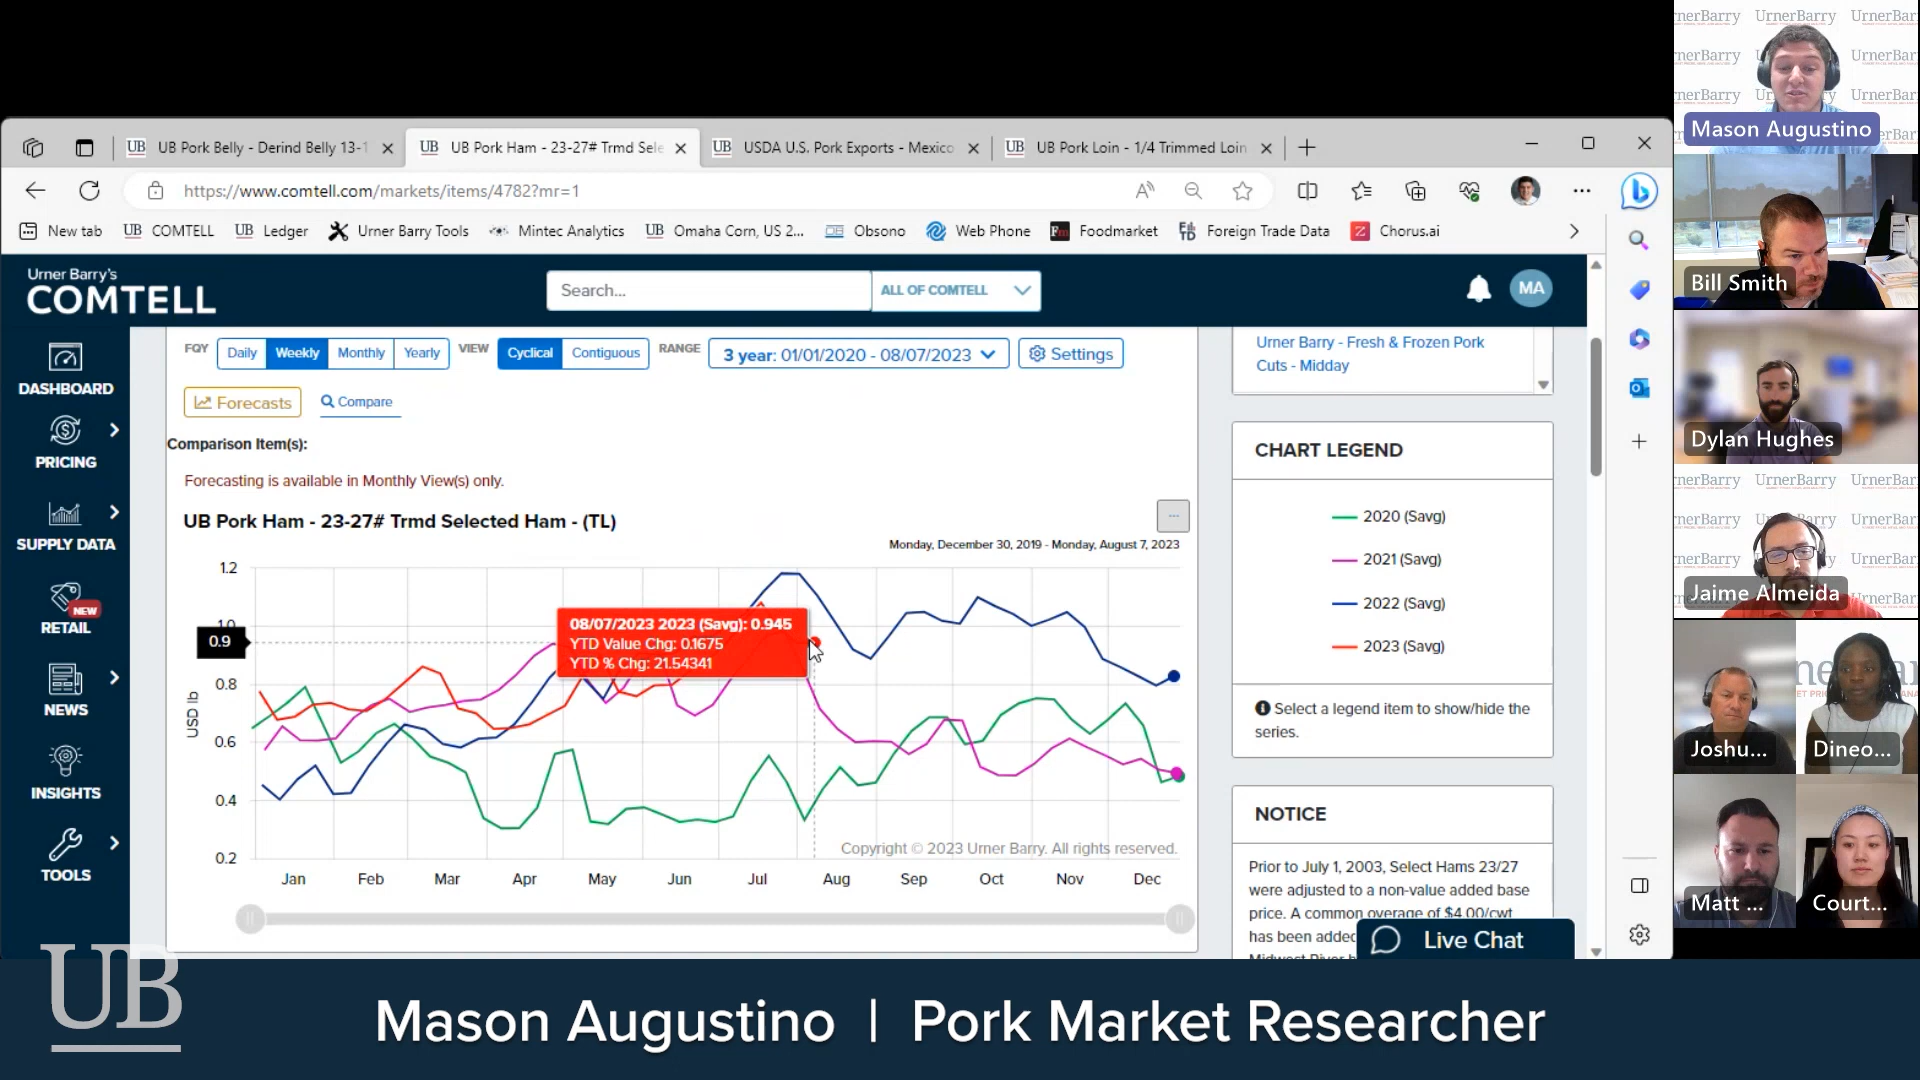 UB Pork Belly - Derind Belly 13-1
UB Pork Ham - 23-27# Trmd Sele
USDA U.S. Pork Exports - Mexico
UB Pork Loin - 1/4 Trimmed Loin
https://www.comtell.com/markets/items/4782?mr=1
New tab
UB COMTELL
UB Ledger
Urner Barry Tools
Mintec Analytics
UB Omaha Corn, US 2...
Obsono
Web Phone
Foodmarket
Foreign Trade Data
Chorus.ai
Urner Barry's
COMTELL
Search...
ALL OF COMTELL
MA
DASHBOARD
PRICING
SUPPLY DATA
NEW
RETAIL
NEWS
INSIGHTS
TOOLS
FQY Daily Weekly Monthly Yearly VIEW Cyclical Contiguous RANGE 3 year: 01/01/2020 - 08/07/2023 Settings
Forecasts Compare
Comparison Item(s):
Forecasting is available in Monthly View(s) only.
UB Pork Ham - 23-27# Trmd Selected Ham - (TL)
Monday, December 30, 2019 - Monday, August 7, 2023
1.2
1.0
0.9
0.8
0.6
0.4
0.2
USD lb
08/07/2023 2023 (Savg): 0.945
YTD Value Chg: 0.1675
YTD % Chg: 21.54341
Copyright © 2023 Urner Barry. All rights reserved.
Jan Feb Mar Apr May Jun Jul Aug Sep Oct Nov Dec
Urner Barry - Fresh & Frozen Pork
Cuts - Midday
CHART LEGEND
2020 (Savg)
2021 (Savg)
2022 (Savg)
2023 (Savg)
Select a legend item to show/hide the
series.
NOTICE
Prior to July 1, 2003, Select Hams 23/27
were adjusted to a non-value added base
price. A common overage of $4.00/cwt
has been added
Live Chat
UrnerBarry
Mason Augustino
Bill Smith
Dylan Hughes
UrnerBarry
Jaime Almeida
Joshu...
Dineo...
Matt ...
Court...
UB
Mason Augustino | Pork Market Researcher